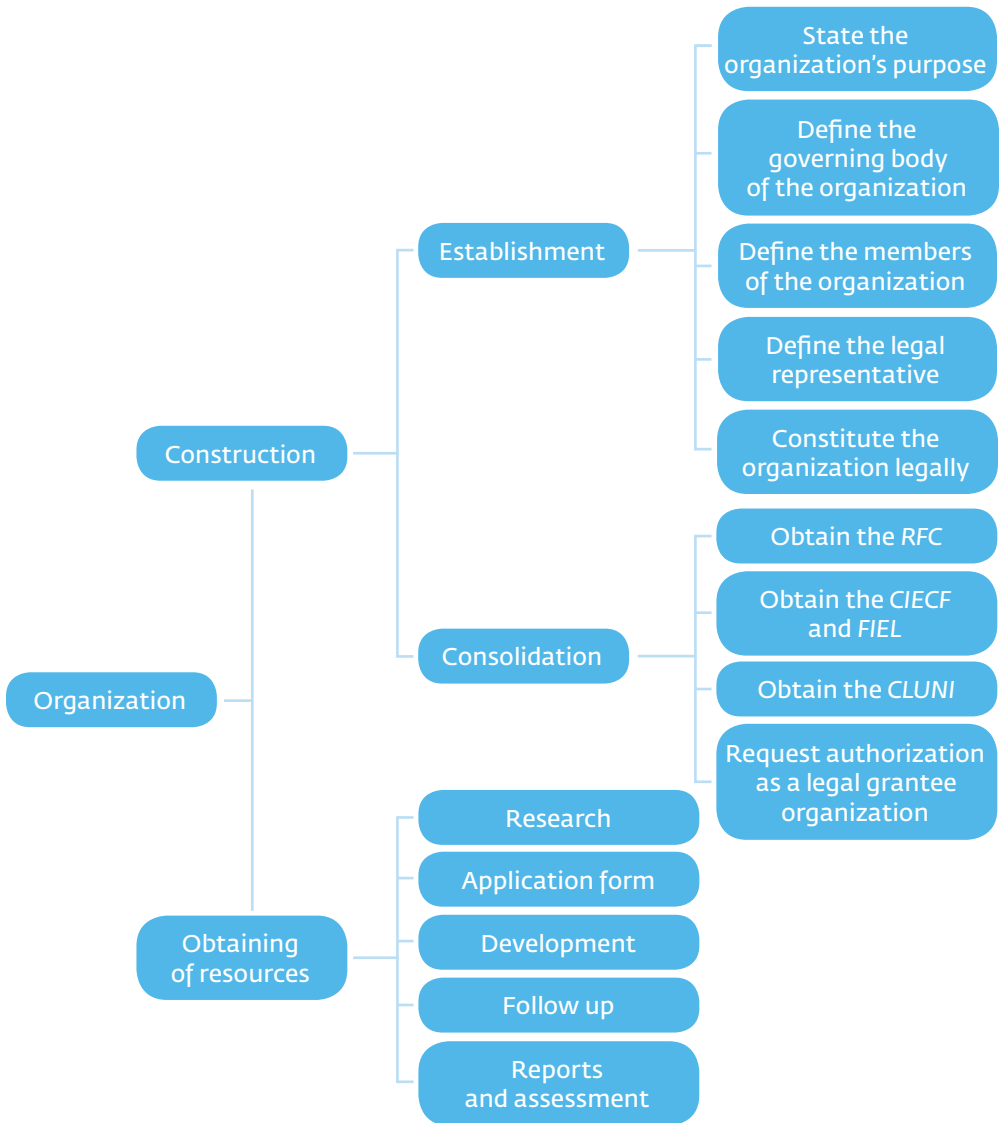 State the
organization's purpose
Define the
governing body
of the organization
Establishment
Define the members
of the organization
Define the legal
representative
Construction
Constitute the
organization legally
Obtain the RFC
Obtain the CIECF
and FIEL
Consolidation
Organization
Obtain the CLUNI
Request authorization
as a legal grantee
organization
Research
Application form
Obtaining
of resources
Development
Follow up
Reports
and assessment